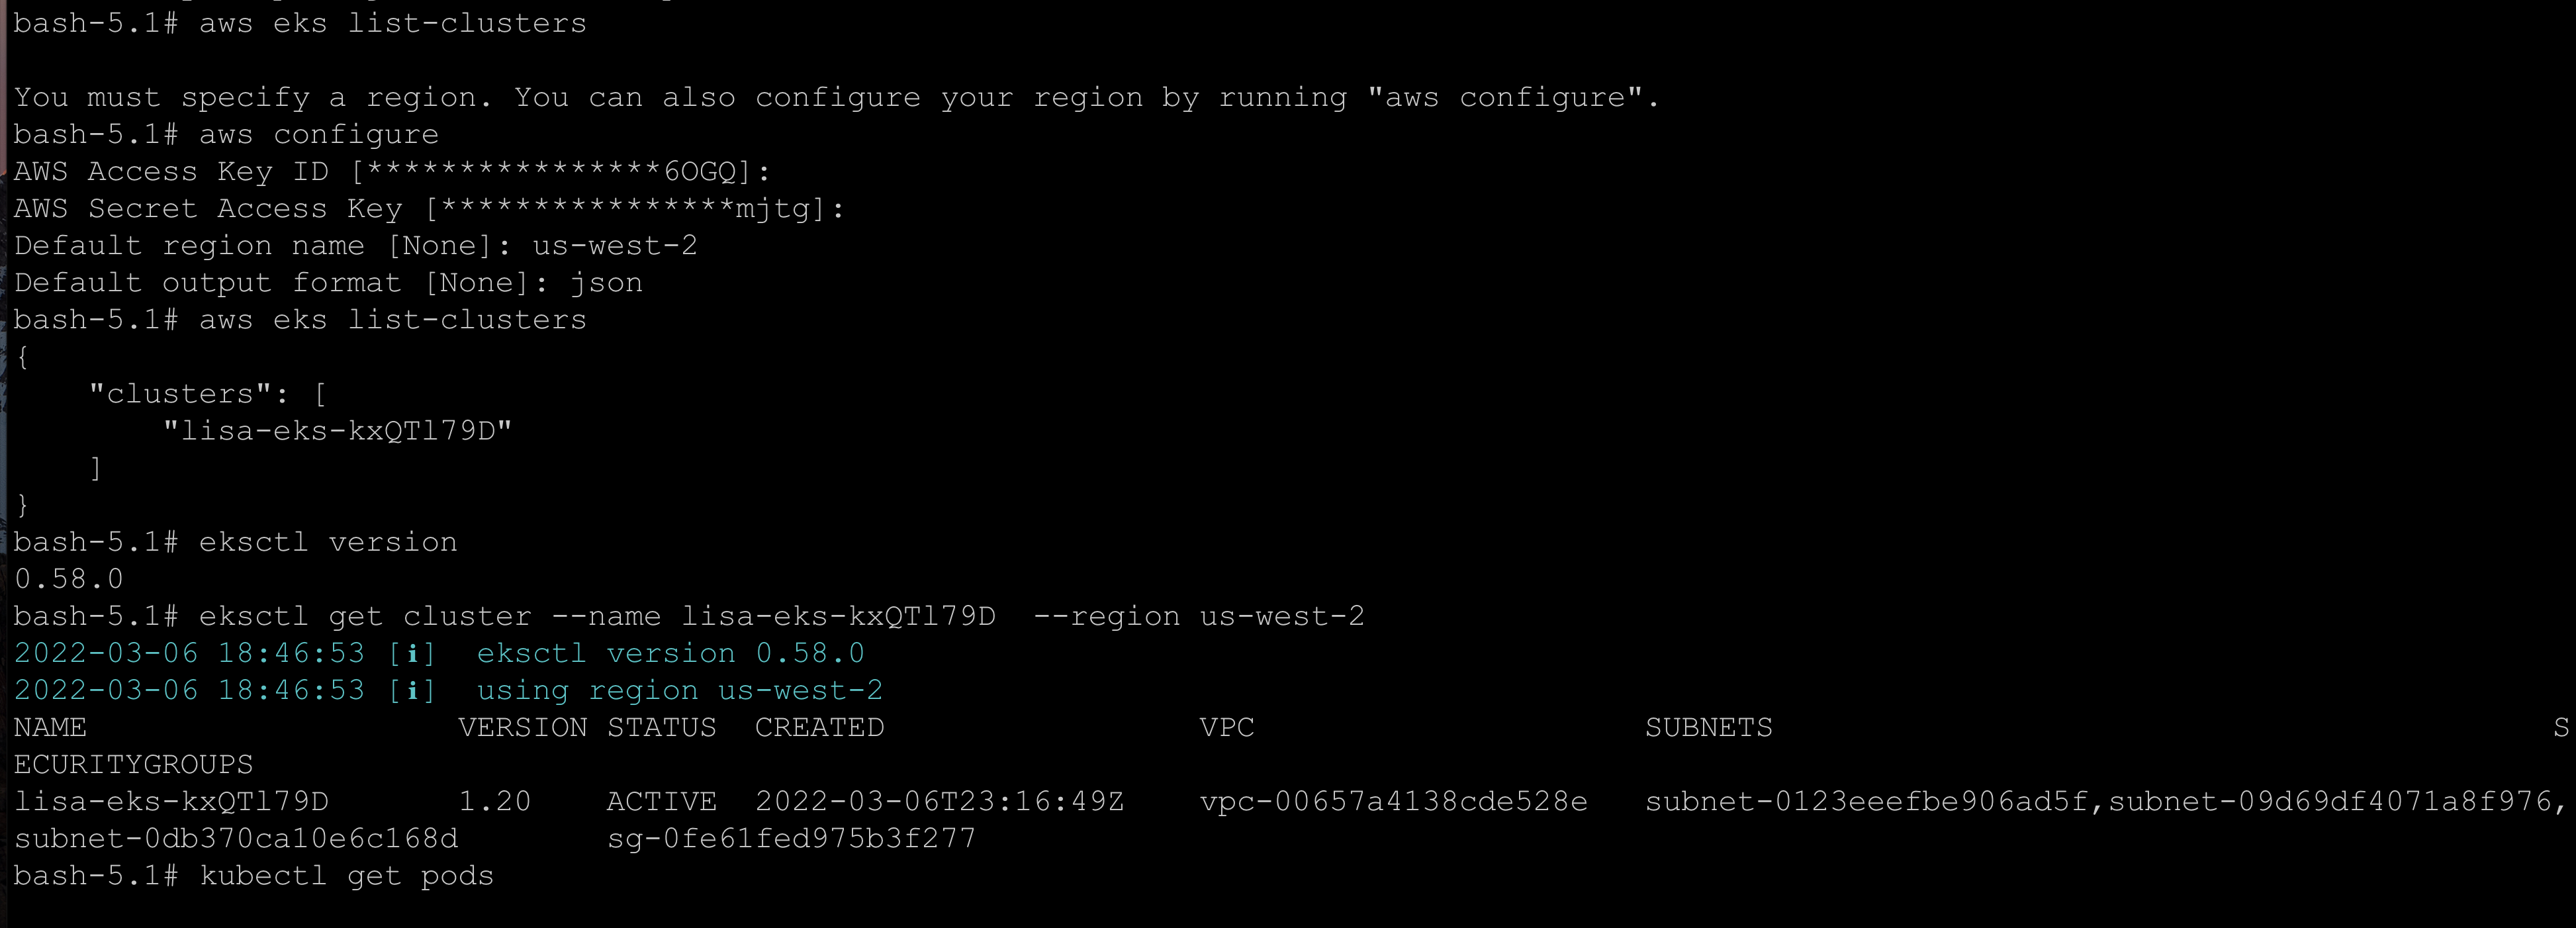 bash-5.1# aws eks list-clusters
You must specify a region. You can also configure your region by running "aws configure".
bash-5.1# aws configure
AWS Access Key ID [****************6OGQ]:
AWS Secret Access Key [****************mjtg]:
Default region name [None]: us-west-2
Default output format [None]: json
bash-5.1# aws eks list-clusters
{
    "clusters": [
        "lisa-eks-kxQTl79D"
    ]
}
bash-5.1# eksctl version
0.58.0
bash-5.1# eksctl get cluster --name lisa-eks-kxQTl79D  --region us-west-2
2022-03-06 18:46:53 [ℹ]  eksctl version 0.58.0
2022-03-06 18:46:53 [ℹ]  using region us-west-2
NAME                    VERSION STATUS  CREATED                 VPC                     SUBNETS                                         S
ECURITYGROUPS
lisa-eks-kxQTl79D       1.20    ACTIVE  2022-03-06T23:16:49Z    vpc-00657a4138cde528e   subnet-0123eeefbe906ad5f,subnet-09d69df4071a8f976,
subnet-0db370ca10e6c168d        sg-0fe61fed975b3f277
bash-5.1# kubectl get pods